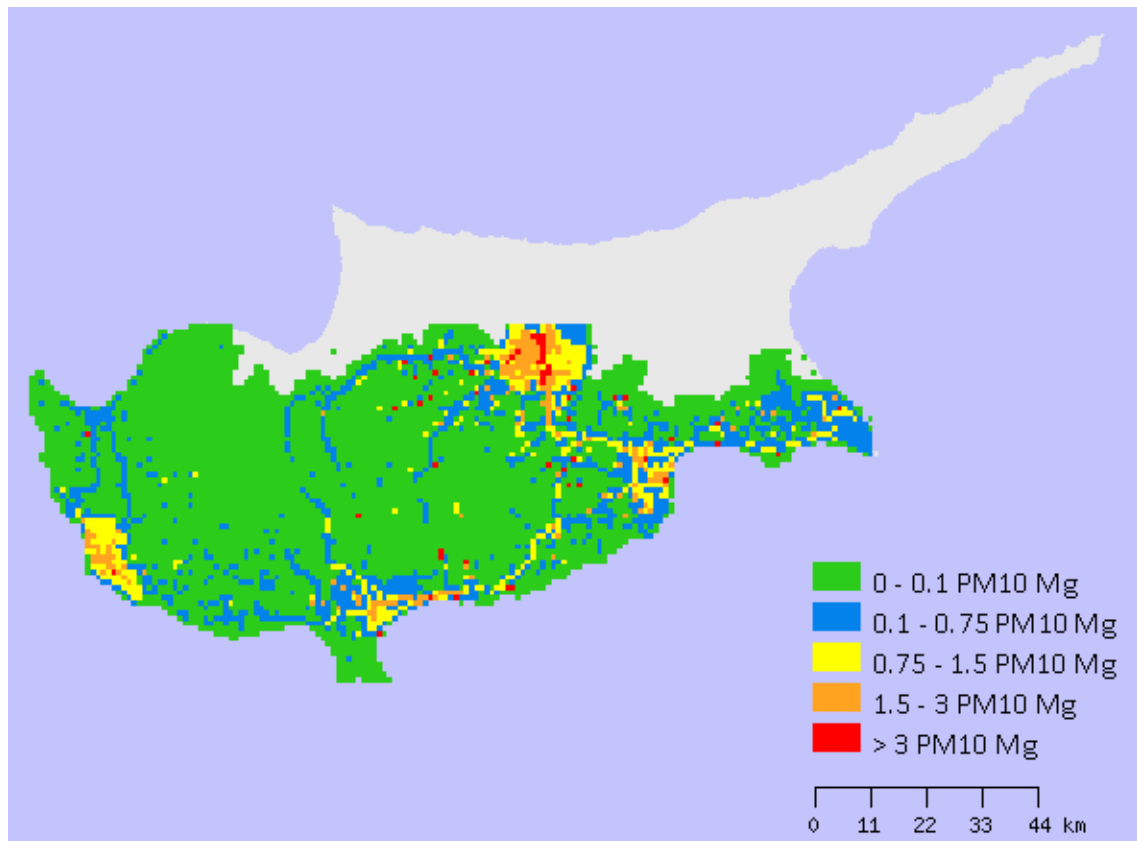 0 - 0.1 PM10 Mg
0.1 - 0.75 PM10 Mg
0.75 - 1.5 PM10 Mg
1.5 - 3 PM10 Mg
> 3 PM10 Mg
0 11 22 33 44 km